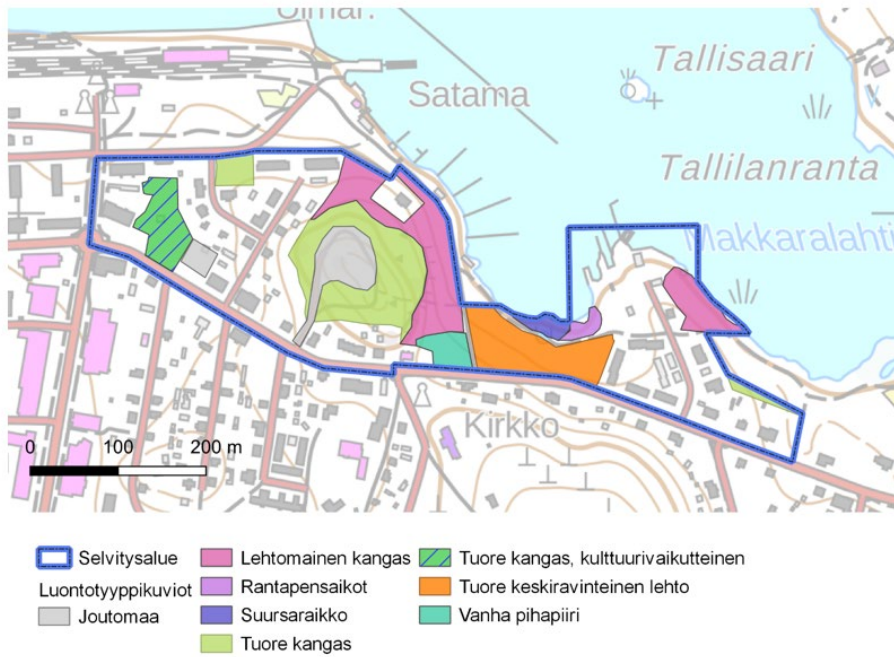 Satama
Tallisaari
Tallilanranta
Makkaralahti
Kirkko
0 100 200 m
Selvitysalue
Luontotyyppikuviot
Joutomaa
Lehtomainen kangas
Rantapensaikot
Suursaraikko
Tuore kangas
Tuore kangas, kulttuurivaikutteinen
Tuore keskiravinteinen lehto
Vanha pihapiiri